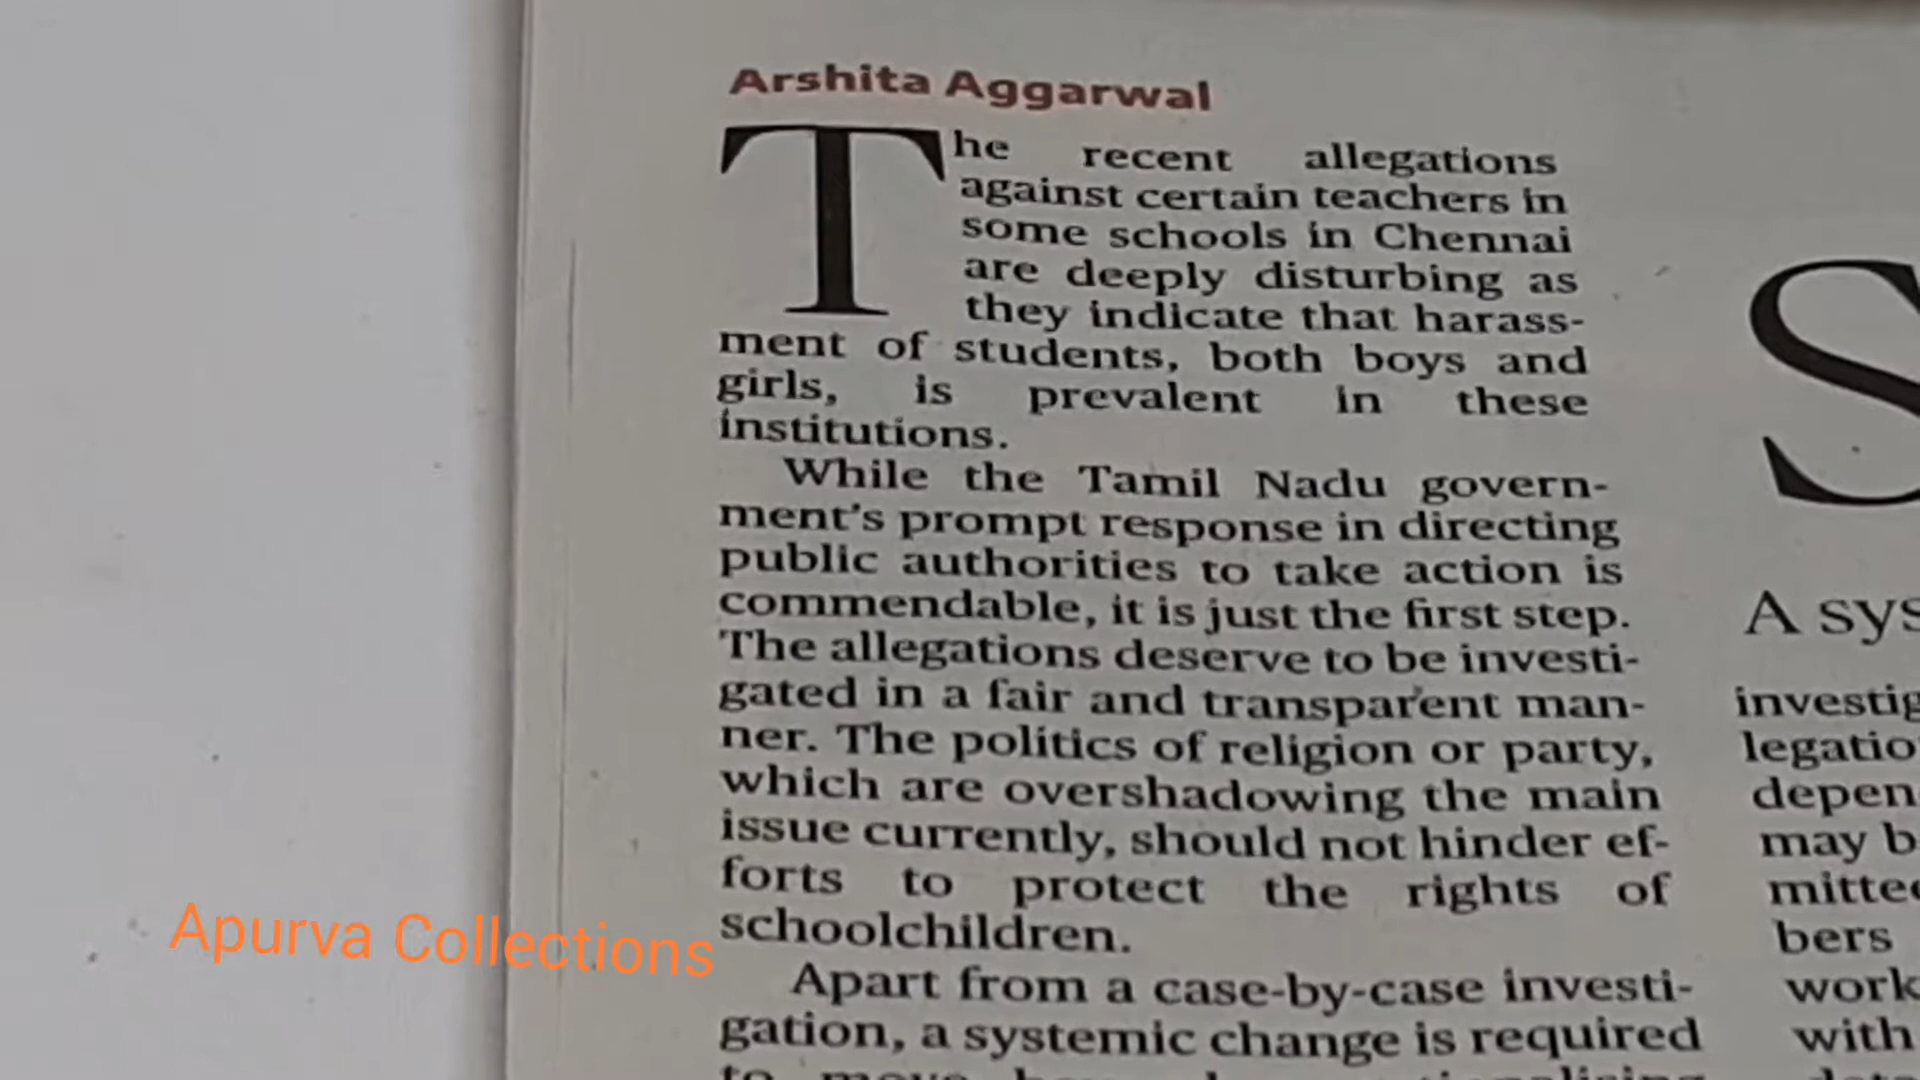 Arshita Aggarwal
The recent allegations
against certain teachers in
some schools in Chennai
are deeply disturbing as
they indicate that harass-
ment of students, both boys and
girls, is prevalent in these
institutions.
While the Tamil Nadu govern-
ment's prompt response in directing
public authorities to take action is
commendable, it is just the first step.
The allegations deserve to be investi-
gated in a fair and transparent man-
ner. The politics of religion or party,
which are overshadowing the main
issue currently, should not hinder ef-
forts to protect the rights of
schoolchildren.
Apart from a case-by-case investi-
gation, a systemic change is required
S
A sys
investig
legatio
depen
may b
mittee
bers
work
with
Apurva Collections